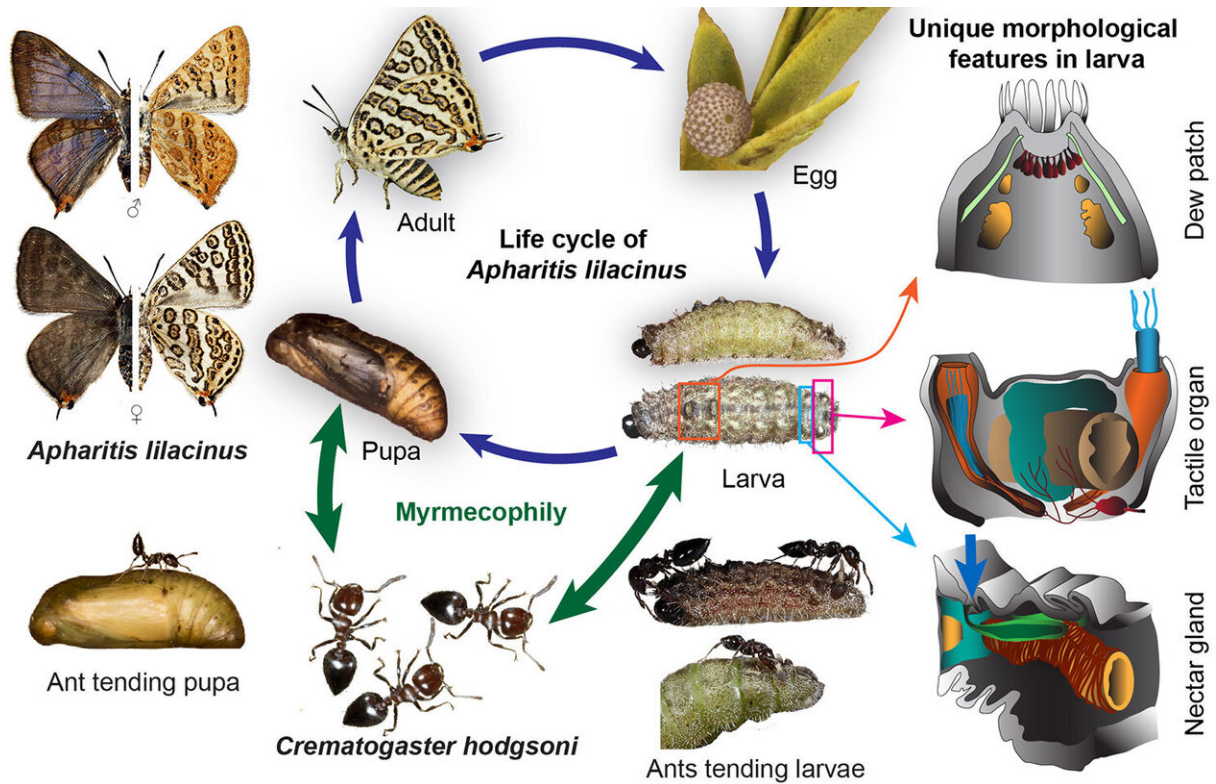 ♂
♀
Apharitis lilacinus
Adult
Egg
Life cycle of
Apharitis lilacinus
Pupa
Larva
Myrmecophily
Ant tending pupa
Crematogaster hodgsoni
Ants tending larvae
Unique morphological
features in larva
Dew patch
Tactile organ
Nectar gland